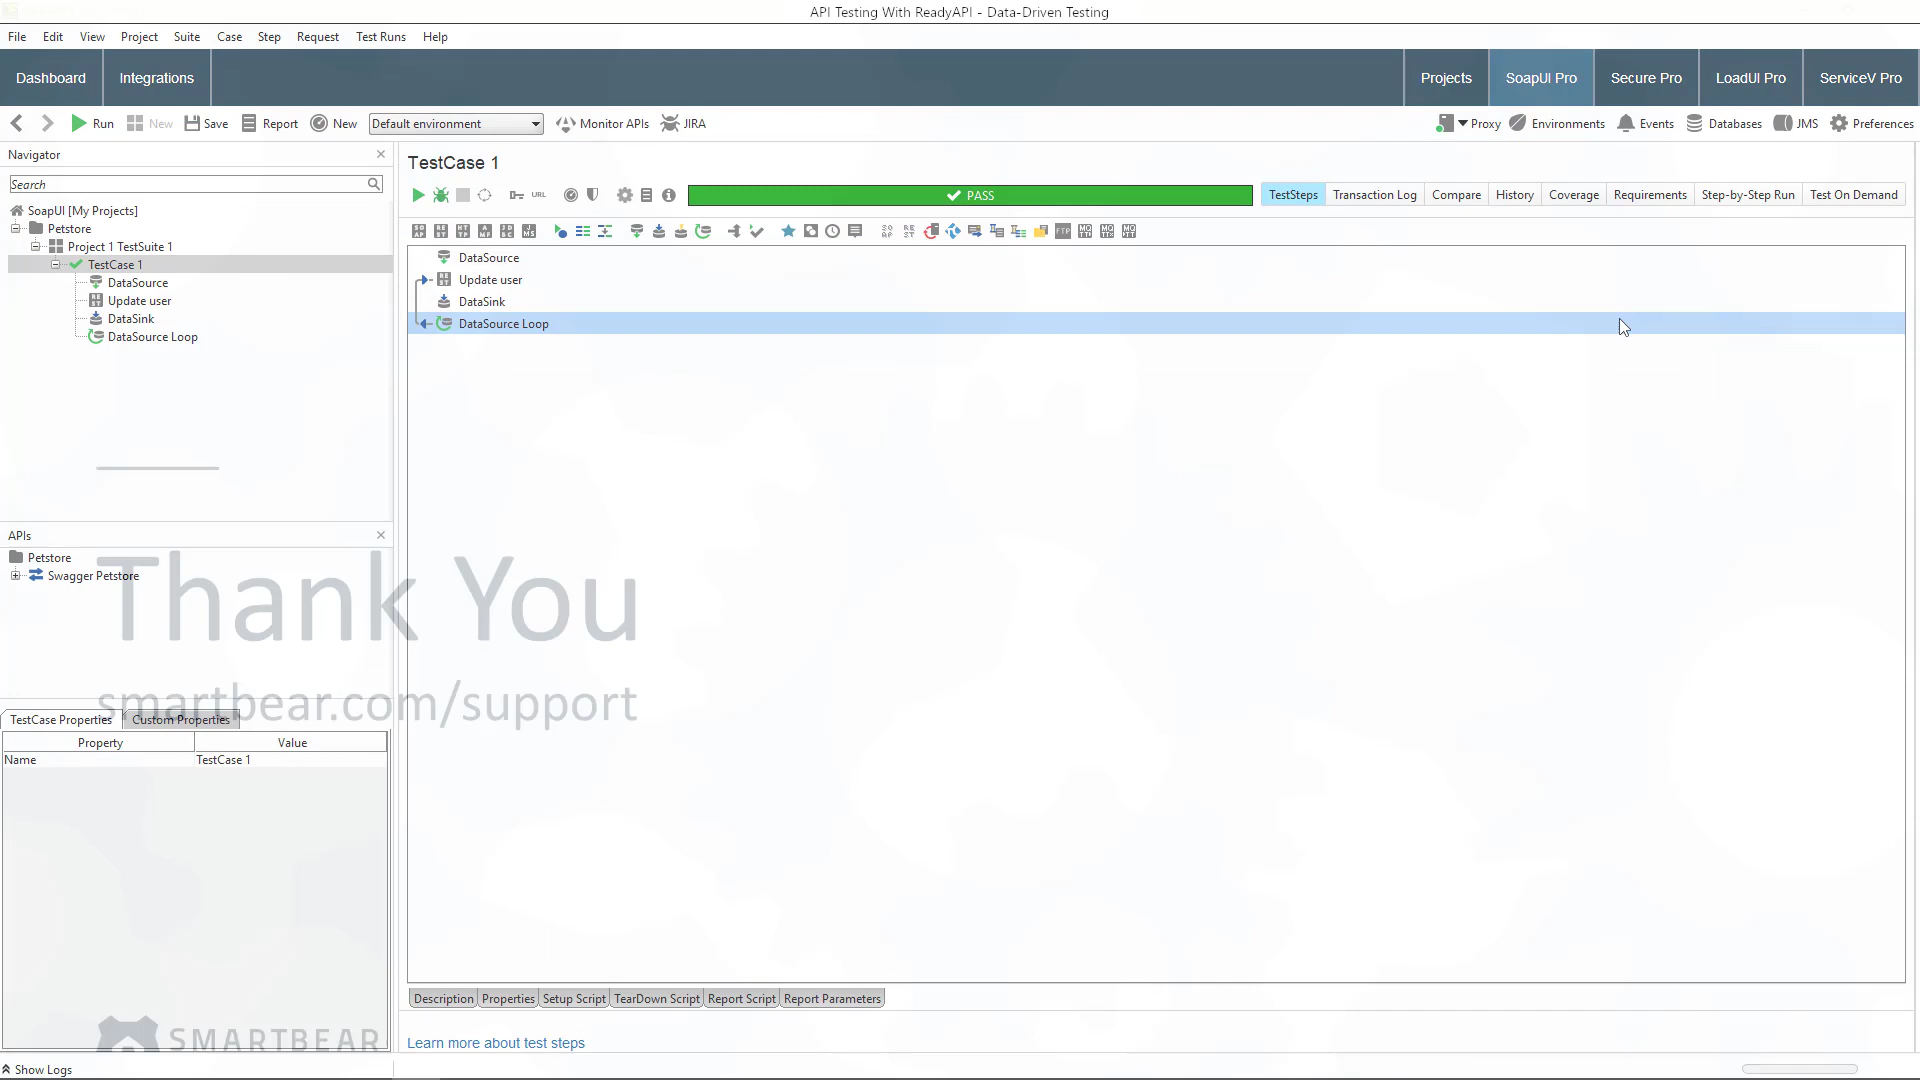 API Testing With ReadyAPI - Data-Driven Testing
File Edit View Project Suite Case Step Request Test Runs Help
Dashboard Integrations Projects SoapUI Pro Secure Pro LoadUI Pro ServiceV Pro
Run New Save Report New Default environment Monitor APIs JIRA Proxy Environments Events Databases JMS Preferences
Navigator
Search
SoapUI [My Projects]
Petstore
Project 1 TestSuite 1
TestCase 1
DataSource
Update user
DataSink
DataSource Loop
TestCase 1
URL
PASS
TestSteps Transaction Log Compare History Coverage Requirements Step-by-Step Run Test On Demand
DataSource
Update user
DataSink
DataSource Loop
APIs
Petstore
Swagger Petstore
Thank You
smartbear.com/support
TestCase Properties Custom Properties
Property Value
Name TestCase 1
SMARTBEAR
Description Properties Setup Script TearDown Script Report Script Report Parameters
Learn more about test steps
Show Logs